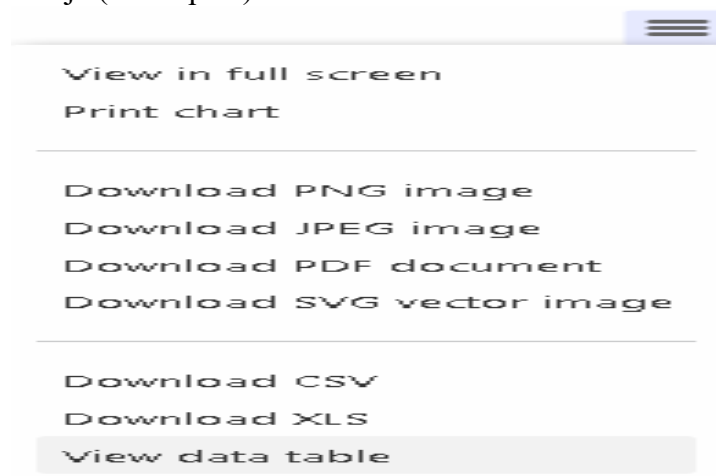 View in full screen
Print chart
Download PNG image
Download JPEG image
Download PDF document
Download SVG vector image
Download CSV
Download XLS
View data table